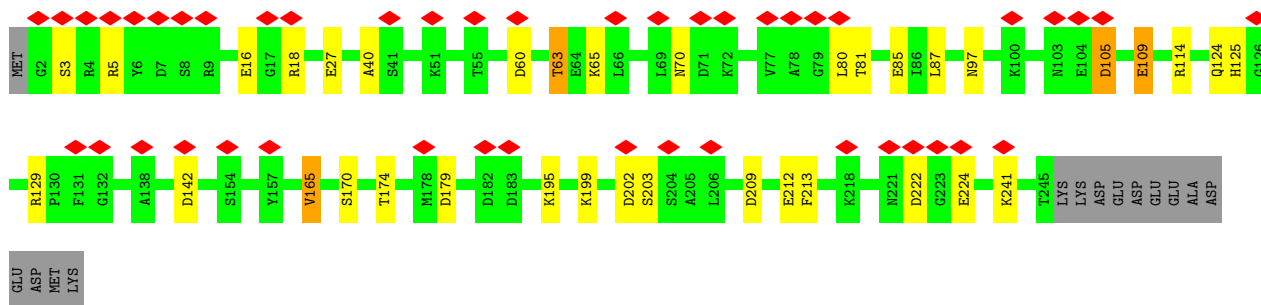 MET G2 S3 R4 R5 Y6 D7 S8 R9 E16 G17 R18 E27 A40 S41 K51 T55 D60 T63 E64 K65 L66 L69 N70 D71 K72 V77 A78 G79 L80 T81 E85 I86 L87 N97 K100 N103 E104 D105 E109 R114 Q124 H125 G126
R129 P130 F131 G132 A138 D142 S154 Y157 V165 S170 T174 M178 D179 D182 D183 K195 K199 D202 S203 S204 A205 L206 D209 E212 F213 K218 N221 D222 G223 E224 K241 T245 LYS LYS ASP GLU ASP GLU GLU ALA ASP
GLU ASP MET LYS